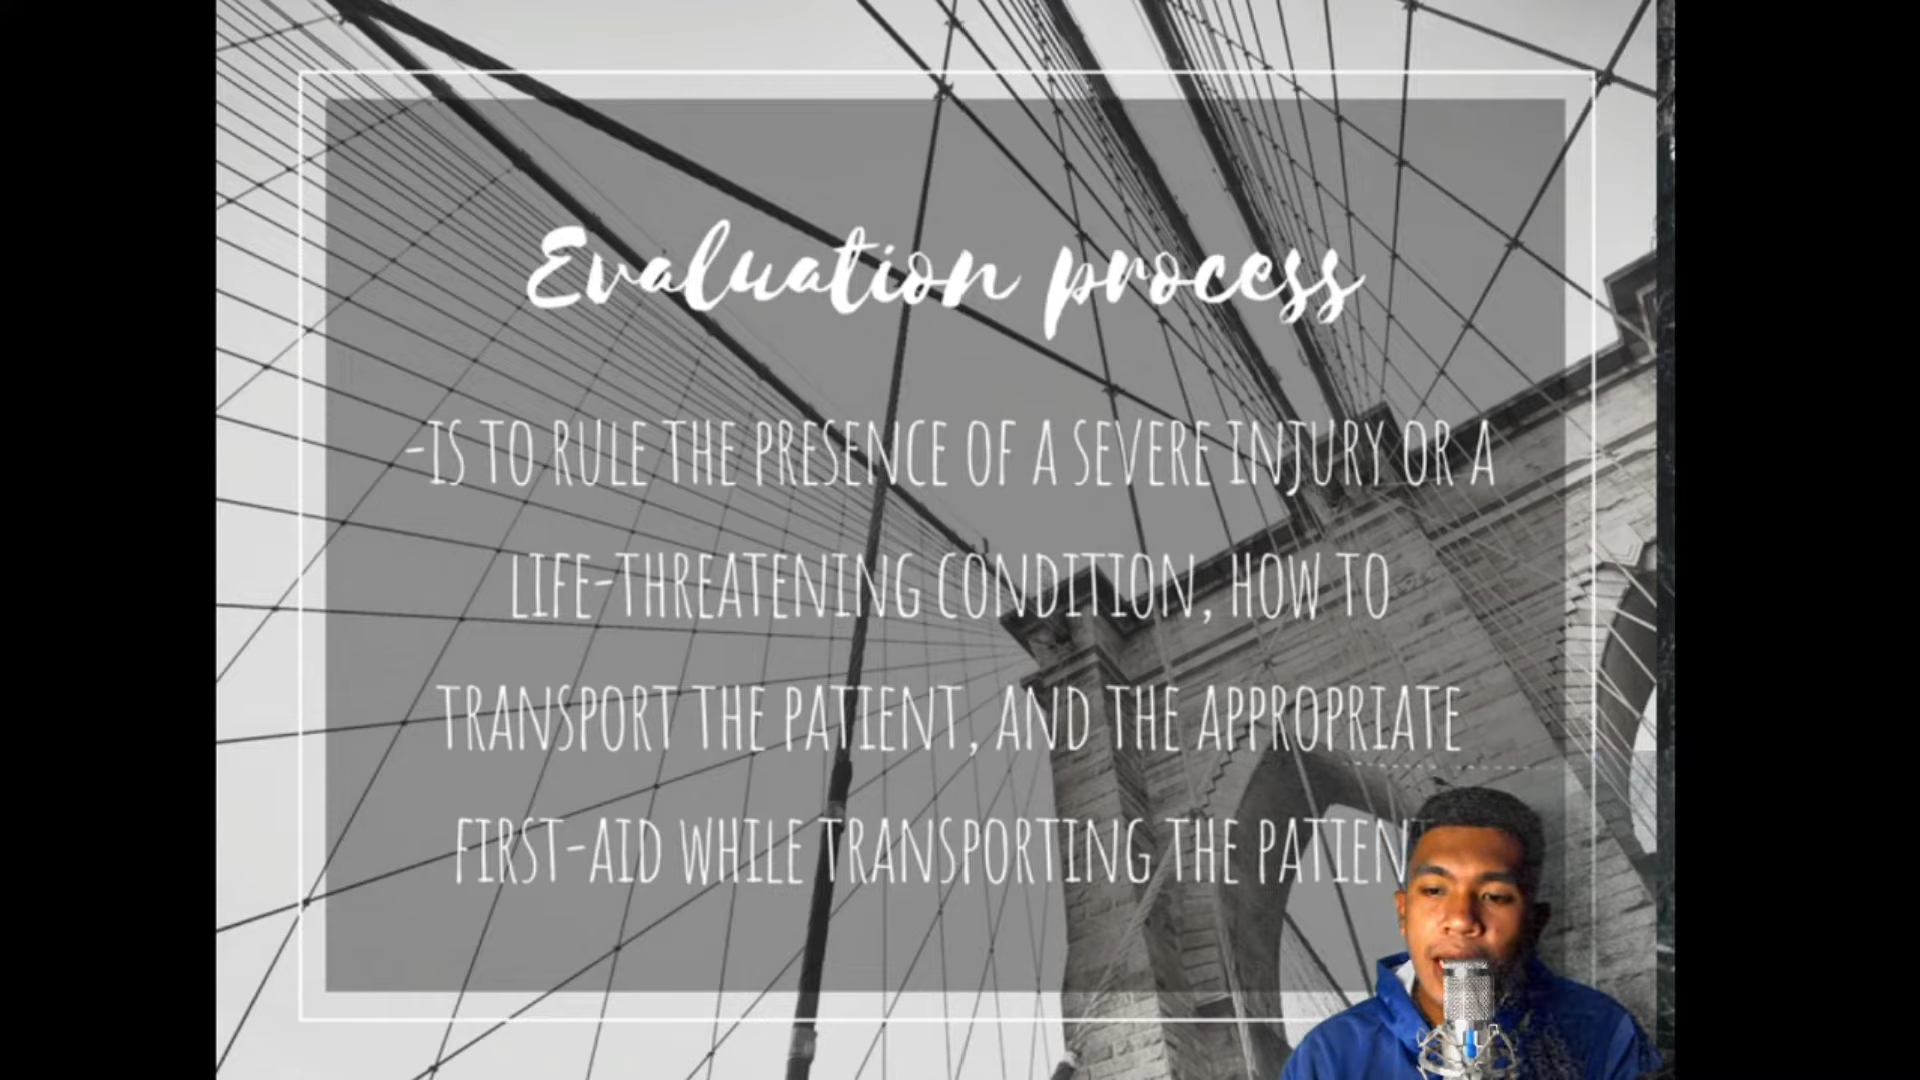 Evaluation process
-IS TO RULE THE PRESENCE OF A SEVERE INJURY OR A
LIFE-THREATENING CONDITION, HOW TO
TRANSPORT THE PATIENT, AND THE APPROPRIATE
FIRST-AID WHILE TRANSPORTING THE PATIENT